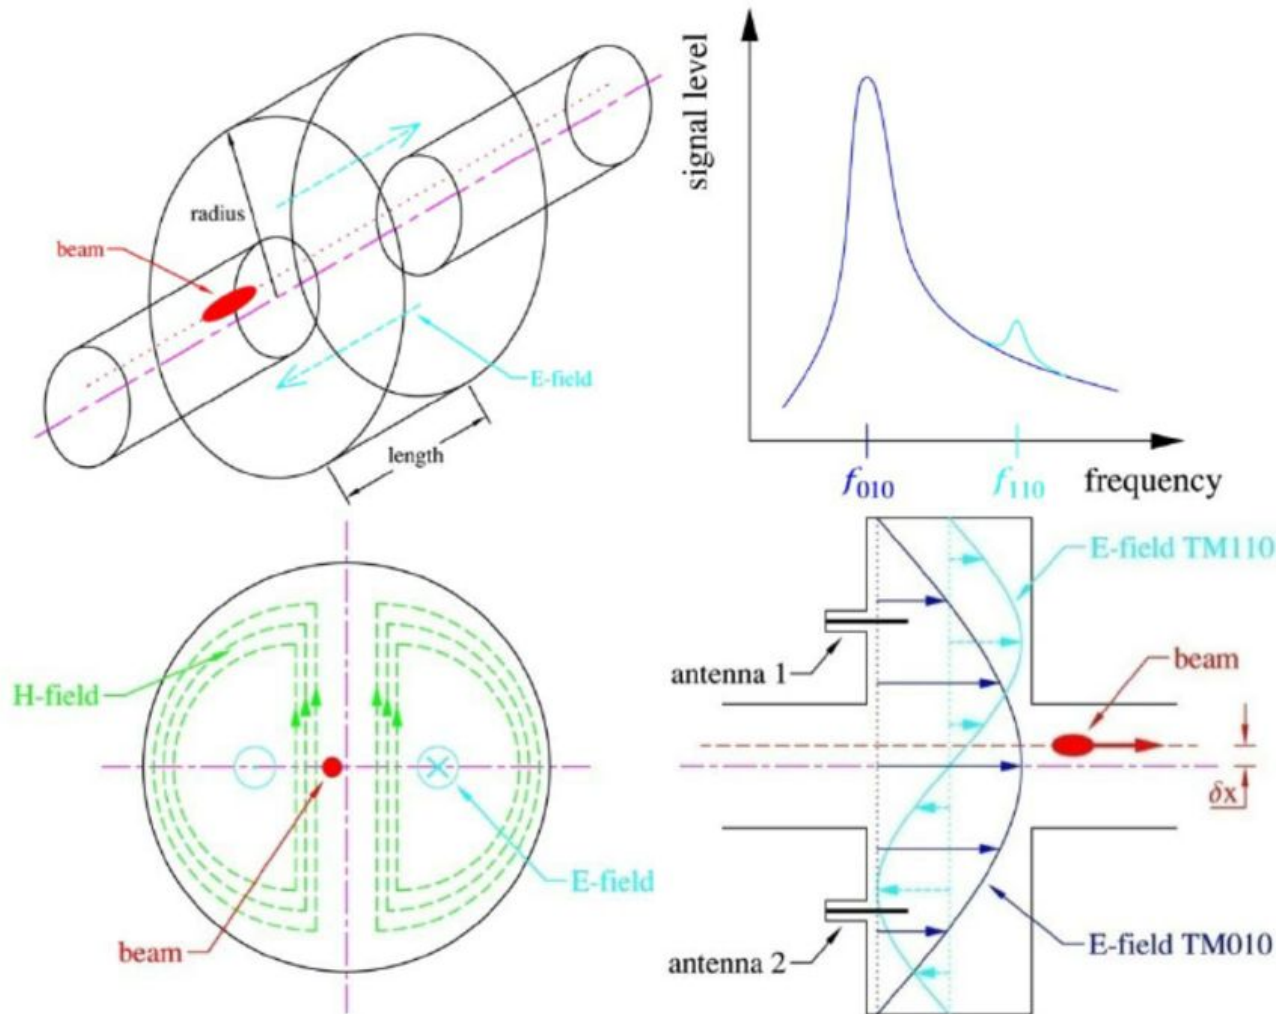 radius
beam
E-field
length
signal level
f010
f110
frequency
H-field
E-field
beam
E-field TM110
antenna 1
beam
δx
antenna 2
E-field TM010